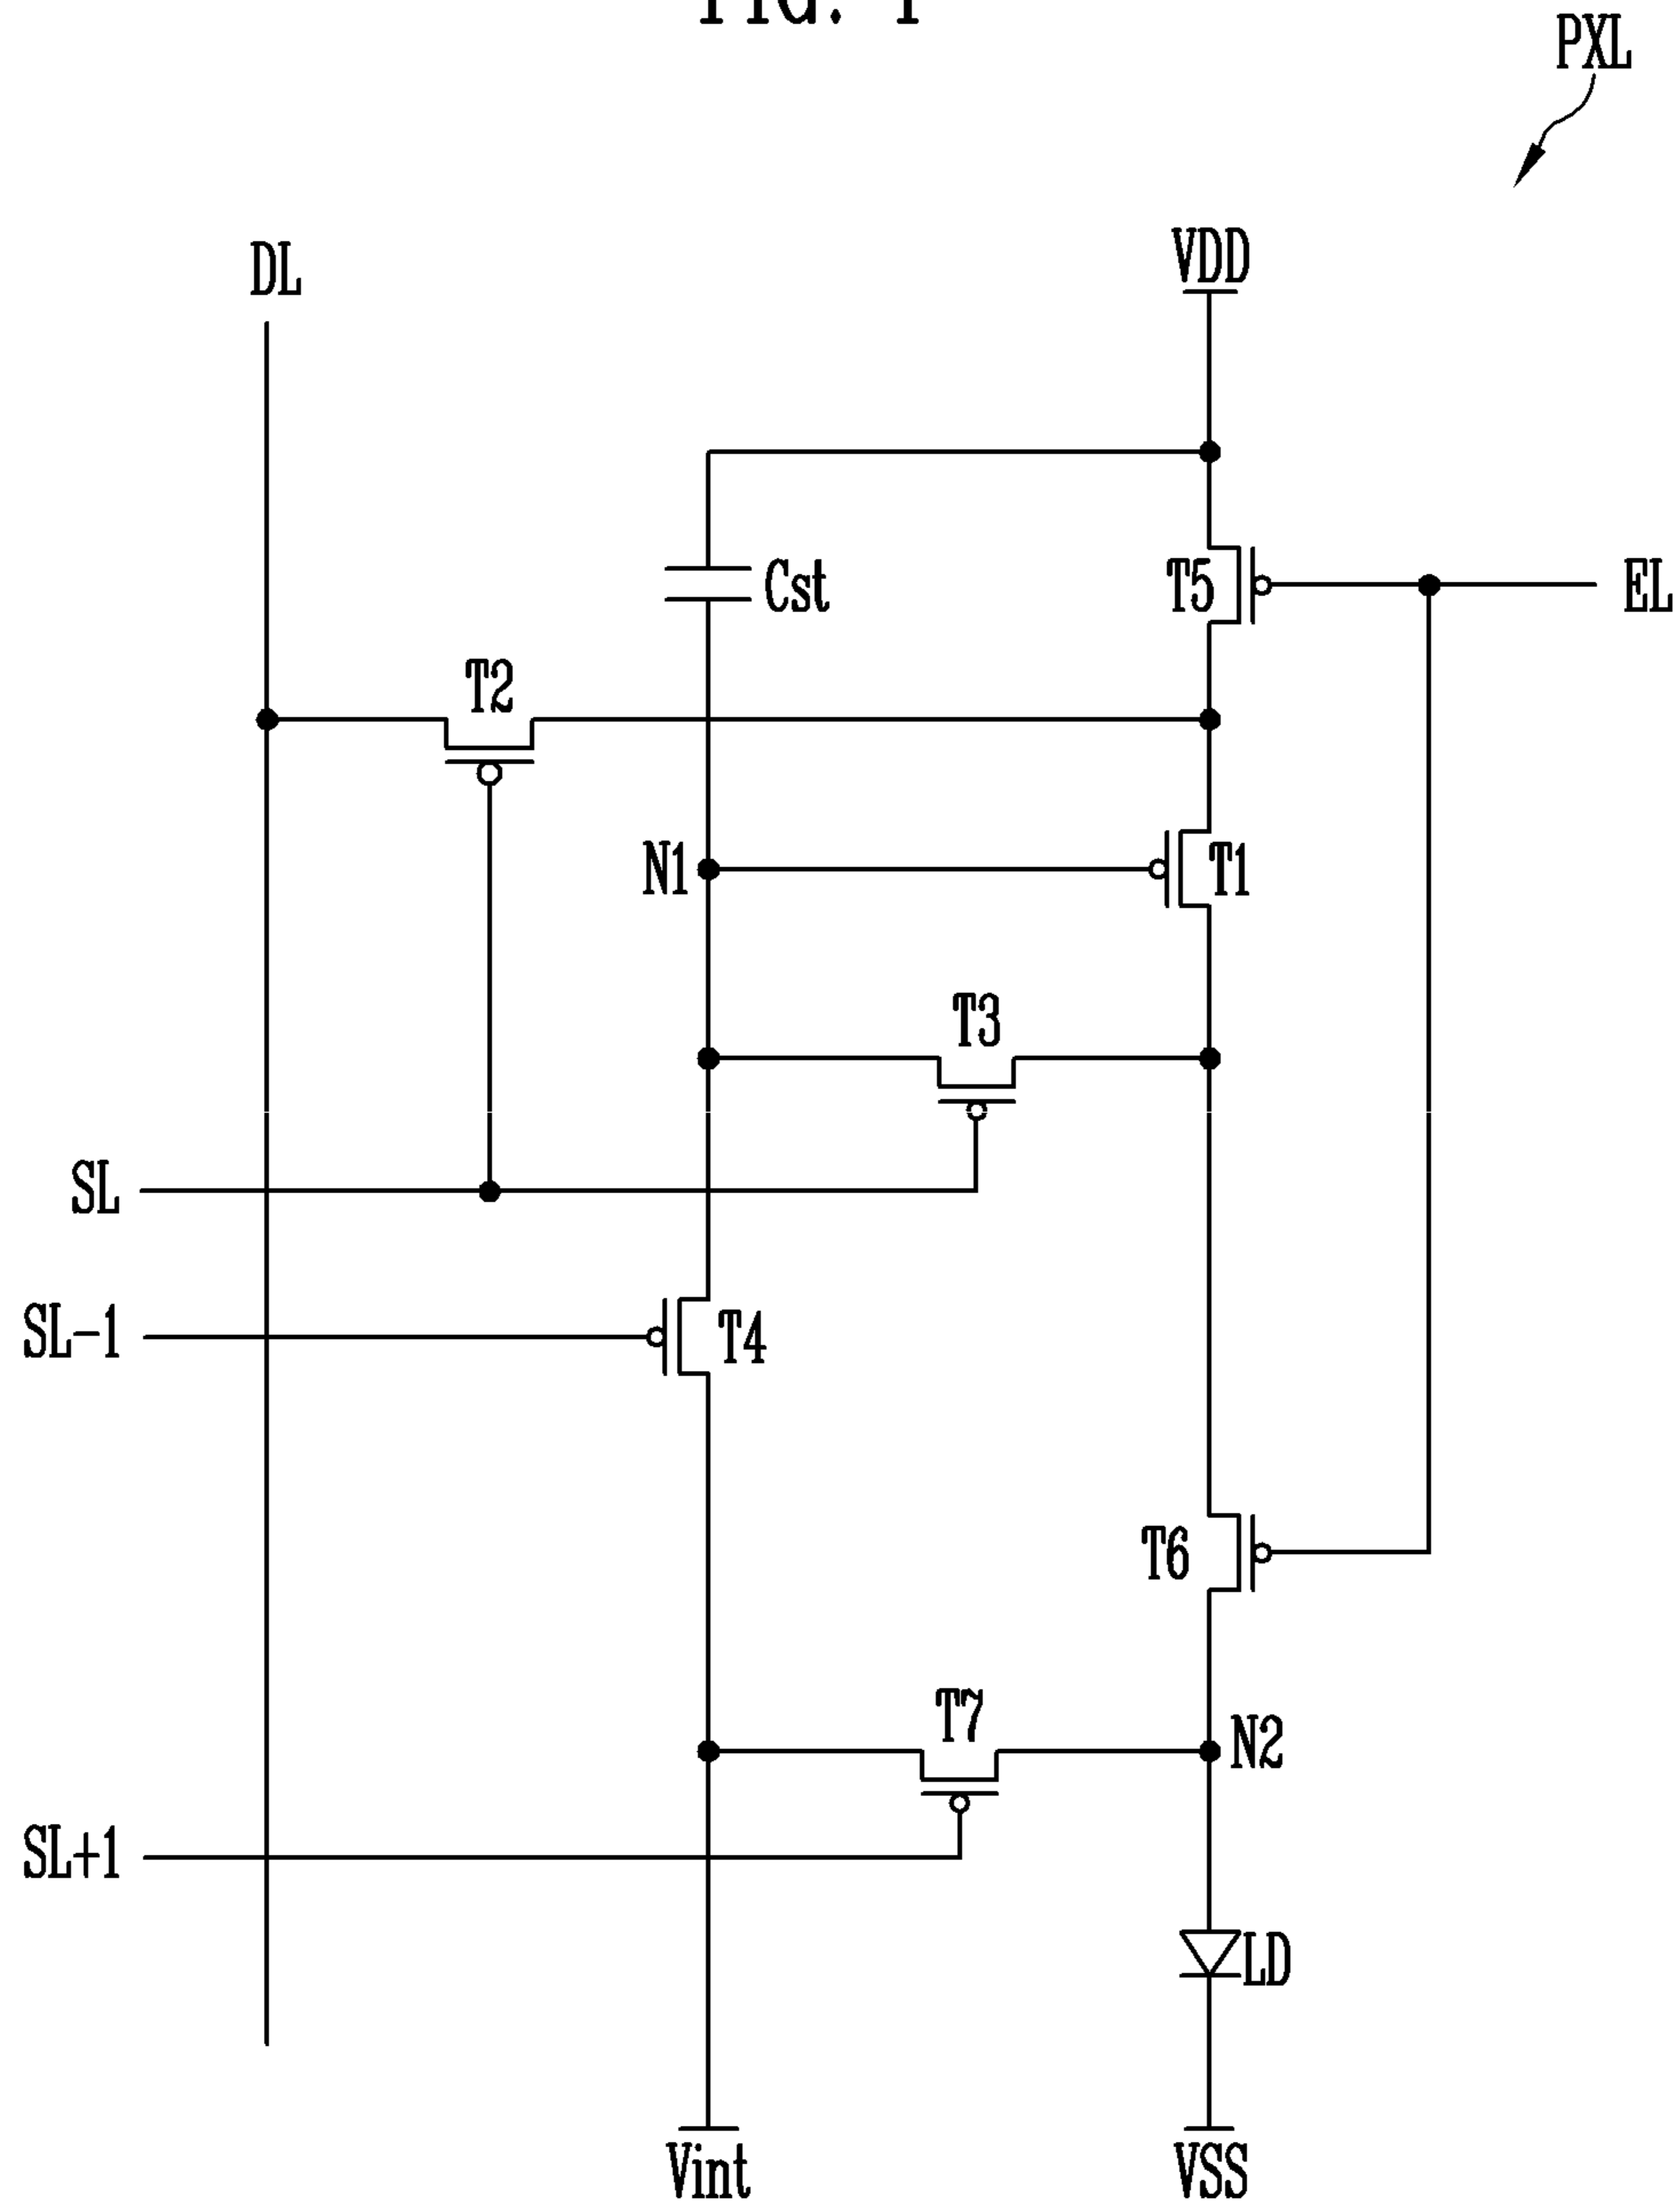 PXL
DL
VDD
Cst
T5
EL
T2
N1
T1
T3
SL
SL-1
T4
T6
T7
N2
SL+1
LD
Vint
VSS